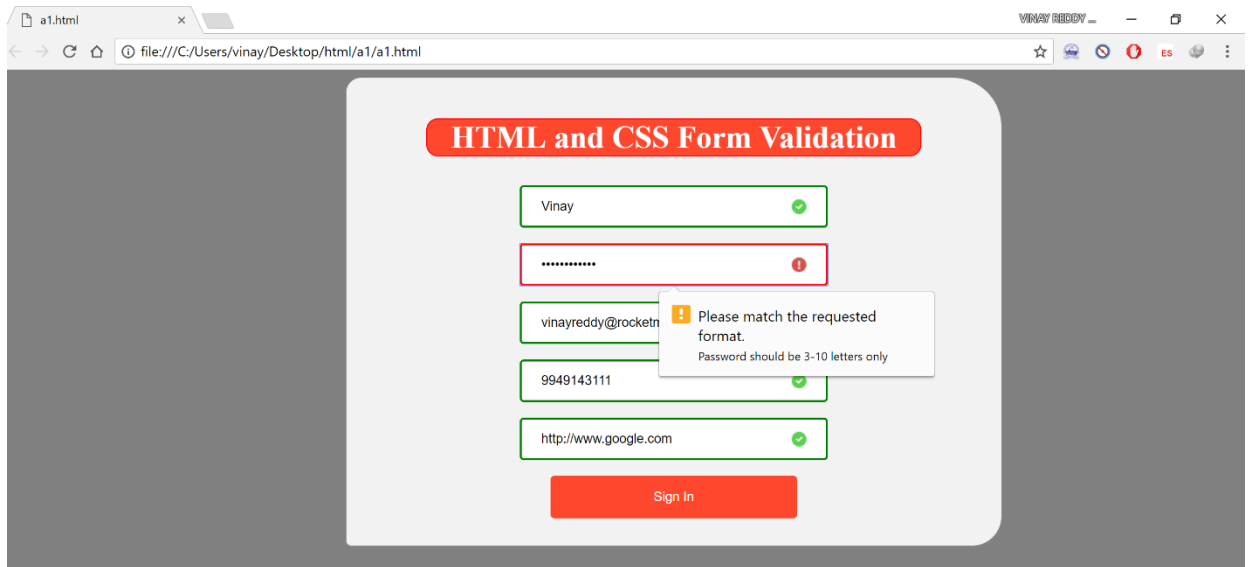 a1.html
VINAY REDDY ...
file:///C:/Users/vinay/Desktop/html/a1/a1.html
ES
HTML and CSS Form Validation
Vinay
••••••••••••
Please match the requested
format.
Password should be 3-10 letters only
vinayreddy@rocketm
9949143111
http://www.google.com
Sign In